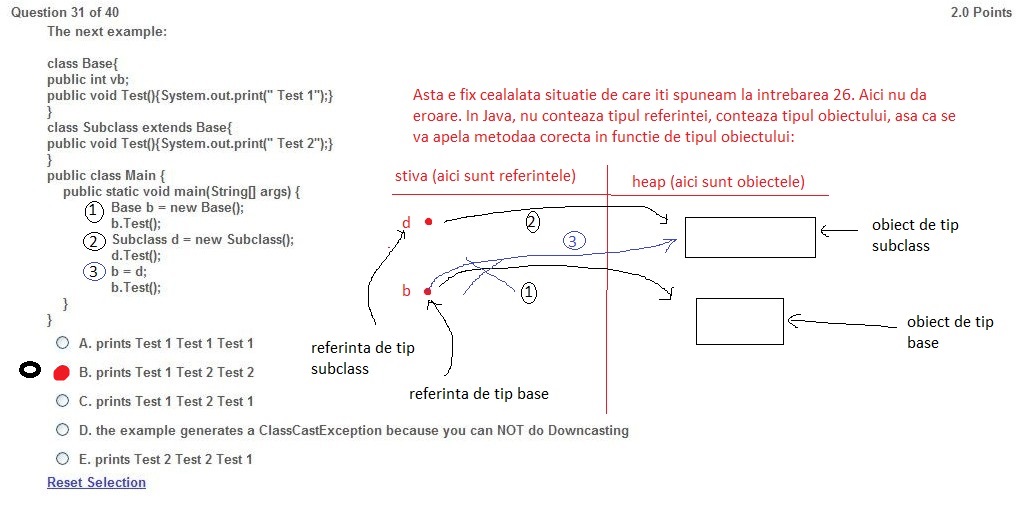 Question 31 of 40
2.0 Points
The next example:
class Base{
public int vb;
public void Test(){System.out.print(" Test 1");}
}
class Subclass extends Base{
public void Test(){System.out.print(" Test 2");}
}
public class Main {
public static void main(String[] args) {
1 Base b = new Base();
b.Test();
2 Subclass d = new Subclass();
d.Test();
3 b = d;
b.Test();
}
}
A. prints Test 1 Test 1 Test 1
B. prints Test 1 Test 2 Test 2
C. prints Test 1 Test 2 Test 1
D. the example generates a ClassCastException because you can NOT do Downcasting
E. prints Test 2 Test 2 Test 1
Reset Selection
Asta e fix cealalata situatie de care iti spuneam la intrebarea 26. Aici nu da
eroare. In Java, nu conteaza tipul referintei, conteaza tipul obiectului, asa ca se
va apela metodaa corecta in functie de tipul obiectului:
stiva (aici sunt referintele)
heap (aici sunt obiectele)
d
2
3
b
1
obiect de tip
subclass
obiect de tip
base
referinta de tip
subclass
referinta de tip base